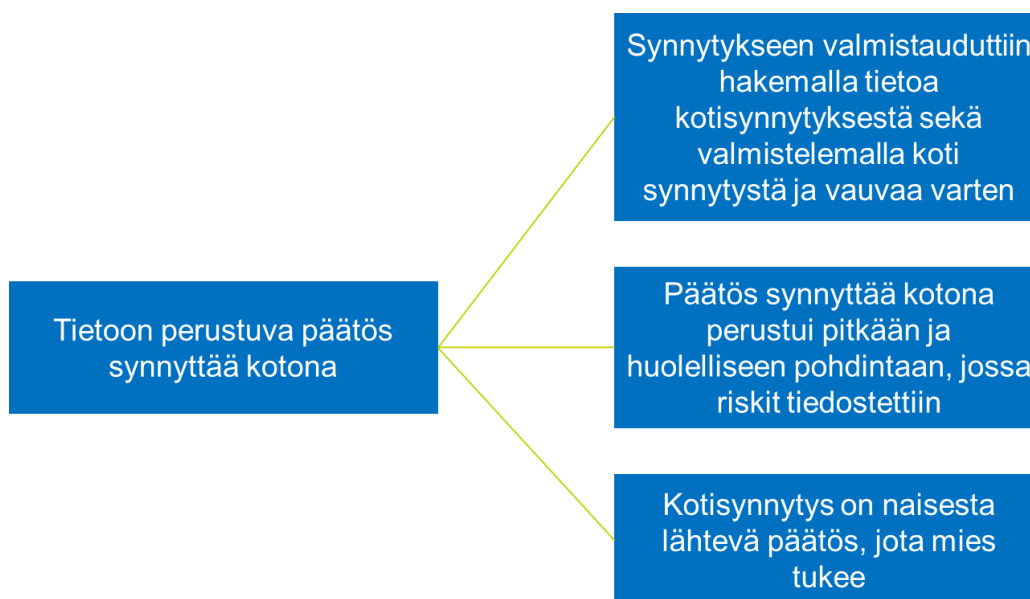 Synnytykseen valmistauduttiin
hakemalla tietoa
kotisynnytyksestä sekä
valmistelemalla koti
synnytystä ja vauvaa varten
Tietoon perustuva päätös
synnyttää kotona
Päätös synnyttää kotona
perustui pitkään ja
huolelliseen pohdintaan, jossa
riskit tiedostettiin
Kotisynnytys on naisesta
lähtevä päätös, jota mies
tukee